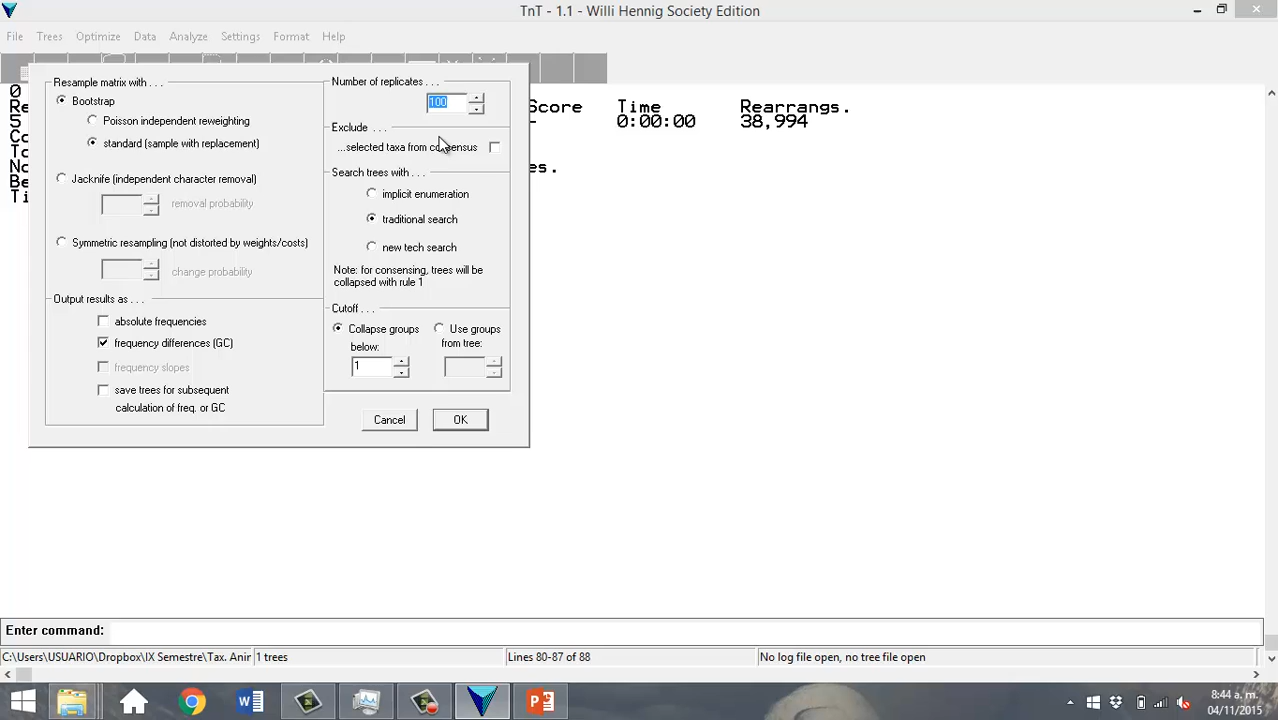 TnT - 1.1 - Willi Hennig Society Edition
File Trees Optimize Data Analyze Settings Format Help
Resample matrix with . . .
Bootstrap
Poisson independent reweighting
standard (sample with replacement)
Jacknife (independent character removal)
removal probability
Symmetric resampling (not distorted by weights/costs)
change probability
Output results as . . .
absolute frequencies
frequency differences (GC)
frequency slopes
save trees for subsequent
calculation of freq. or GC
Number of replicates . . .
100
Exclude . . .
...selected taxa from consensus
Search trees with . . .
implicit enumeration
traditional search
new tech search
Note: for consensing, trees will be
collapsed with rule 1
Cutoff . . .
Collapse groups
below:
1
Use groups
from tree:
Cancel OK
Score Time Rearrangs.
- 0:00:00 38,994
es.
Enter command:
C:\Users\USUARIO\Dropbox\IX Semestre\Tax. Anir 1 trees Lines 80-87 of 88 No log file open, no tree file open
8:44 a. m.
04/11/2015